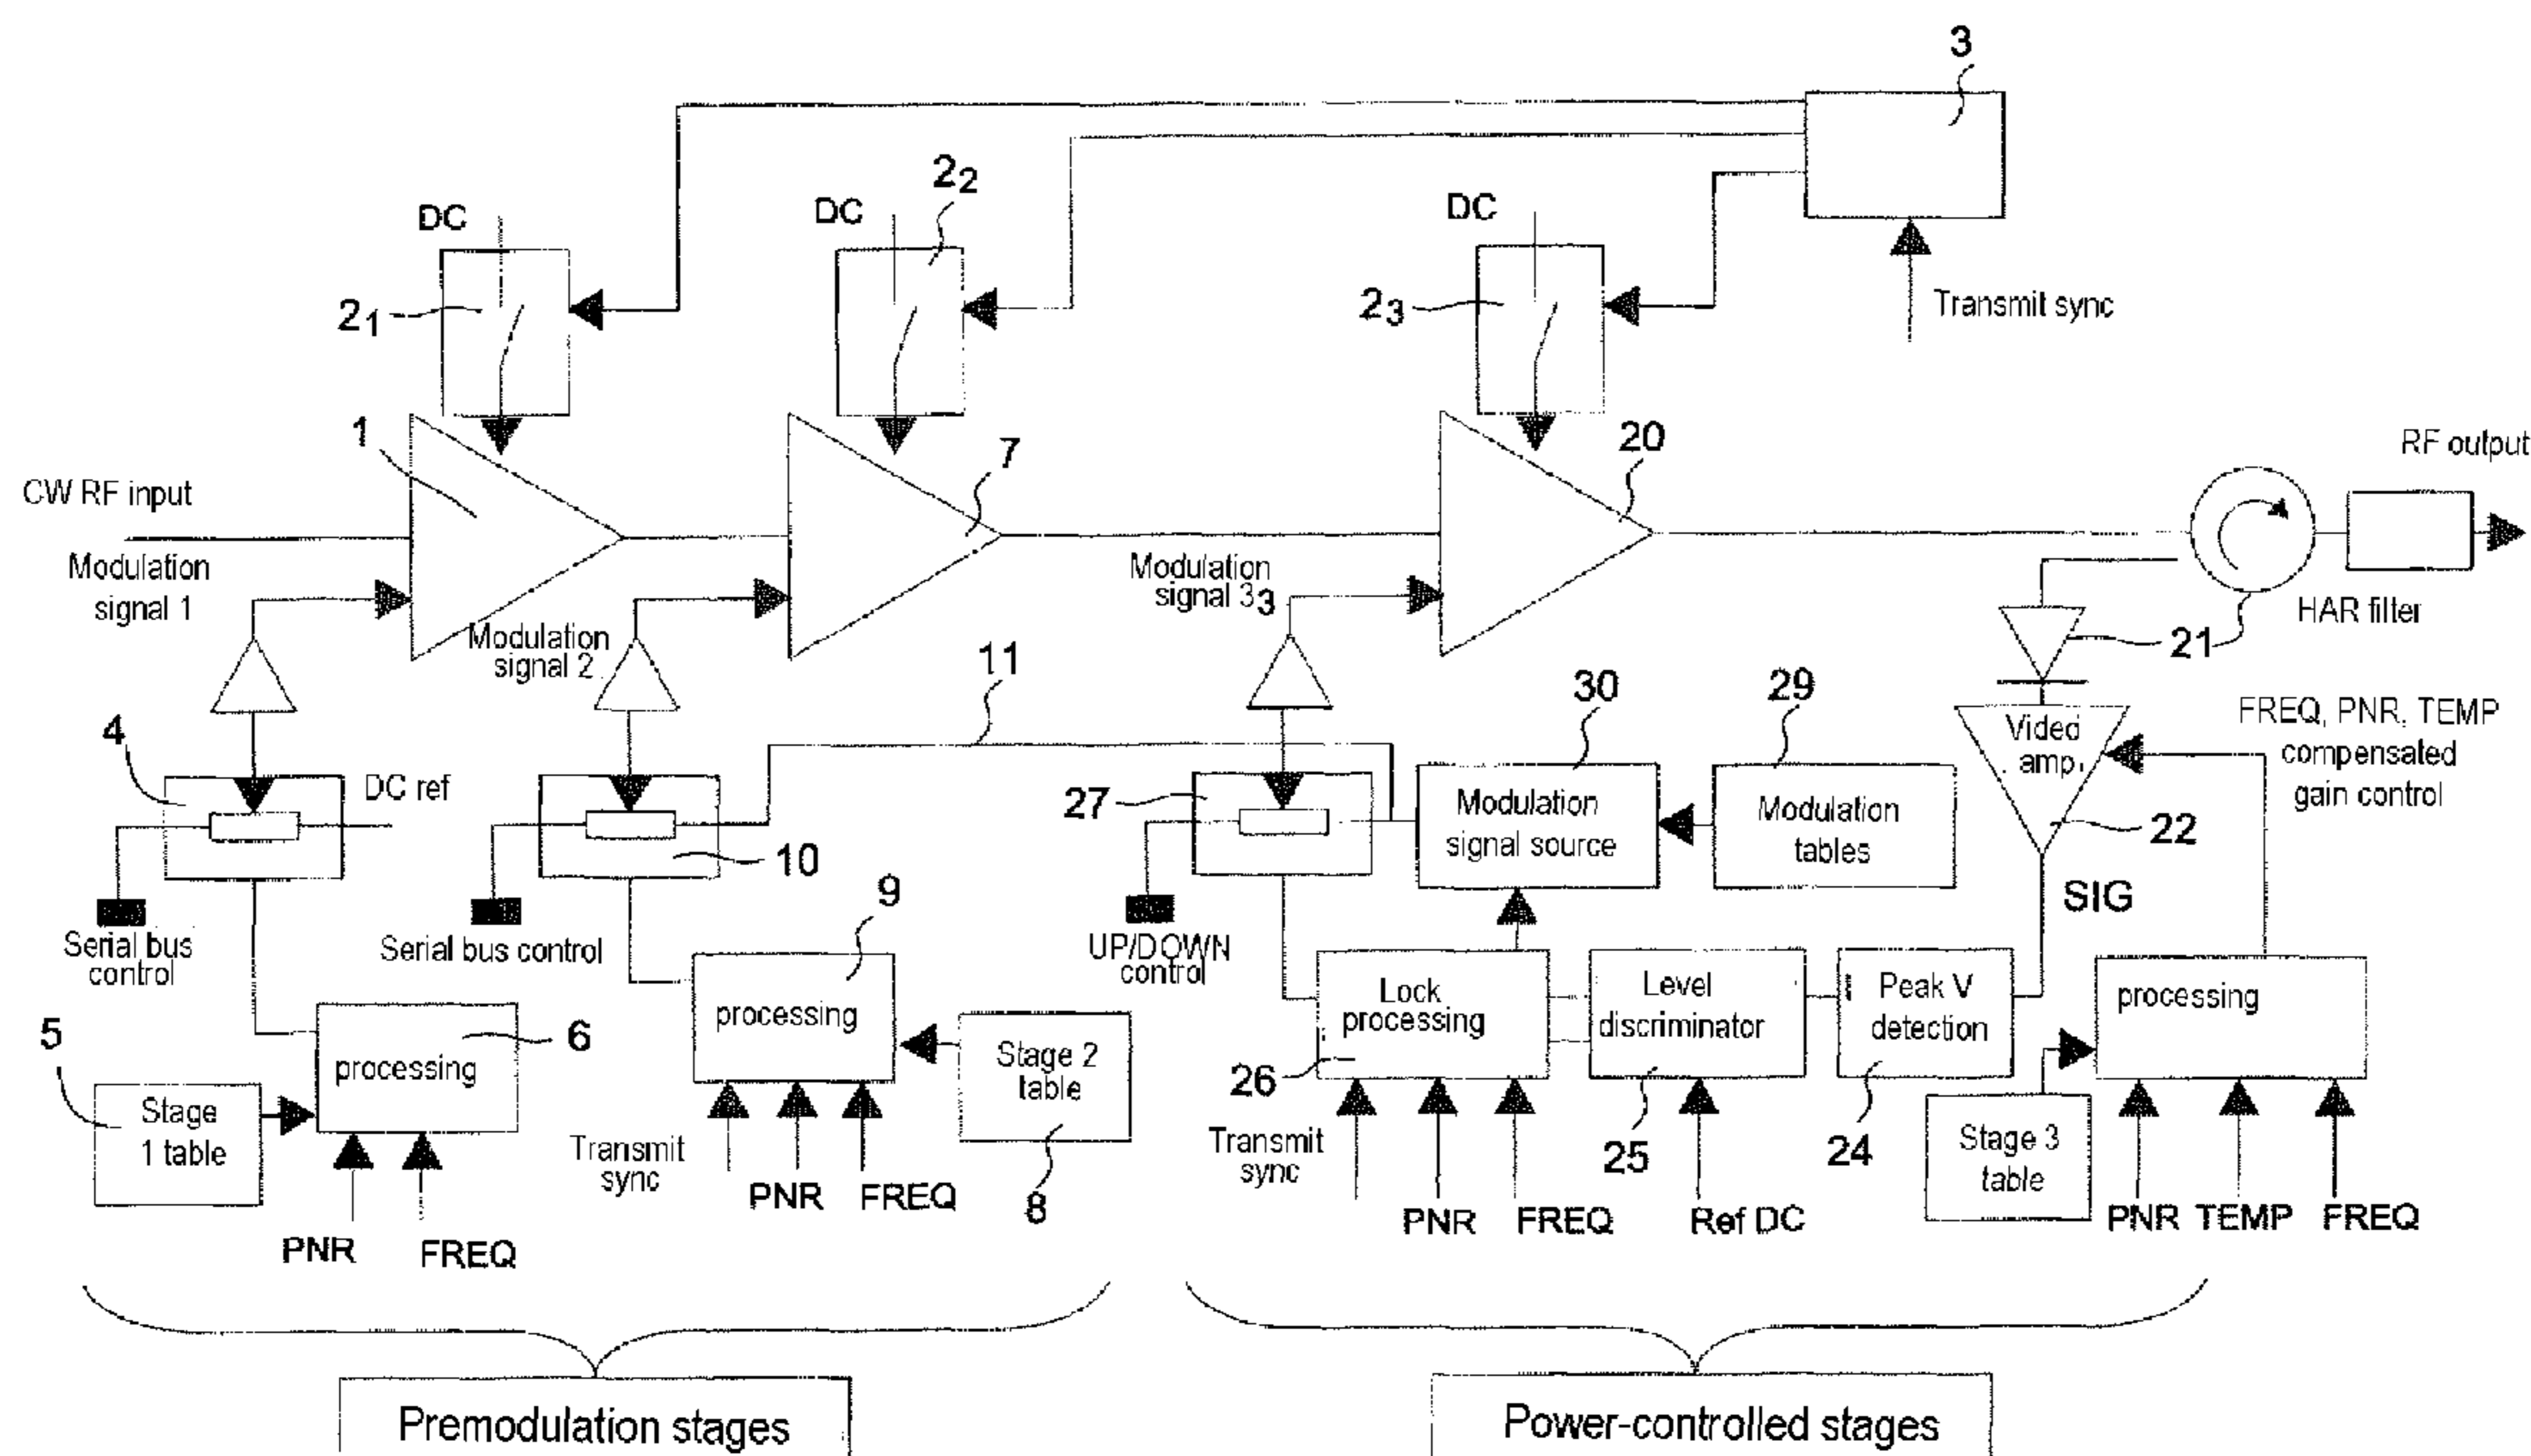 3
2₂
DC
DC
DC
2₁
2₃
Transmit sync
1
7
20
RF output
CW RF input
Modulation
signal 1
Modulation
signal 2
Modulation
signal 3₃
HAR filter
21
11
30
29
FREQ, PNR, TEMP
compensated
gain control
Video
amp.
22
4
DC ref
10
27
Modulation
signal source
Modulation
tables
SIG
Serial bus
control
Serial bus control
UP/DOWN
control
9
processing
Lock
processing
26
Level
discriminator
25
Peak V
detection
24
processing
5
Stage
1 table
processing
6
Stage 2
table
8
Stage 3
table
Transmit
sync
PNR
FREQ
PNR
FREQ
Transmit
sync
PNR
FREQ
Ref DC
PNR
TEMP
FREQ
Premodulation stages
Power-controlled stages